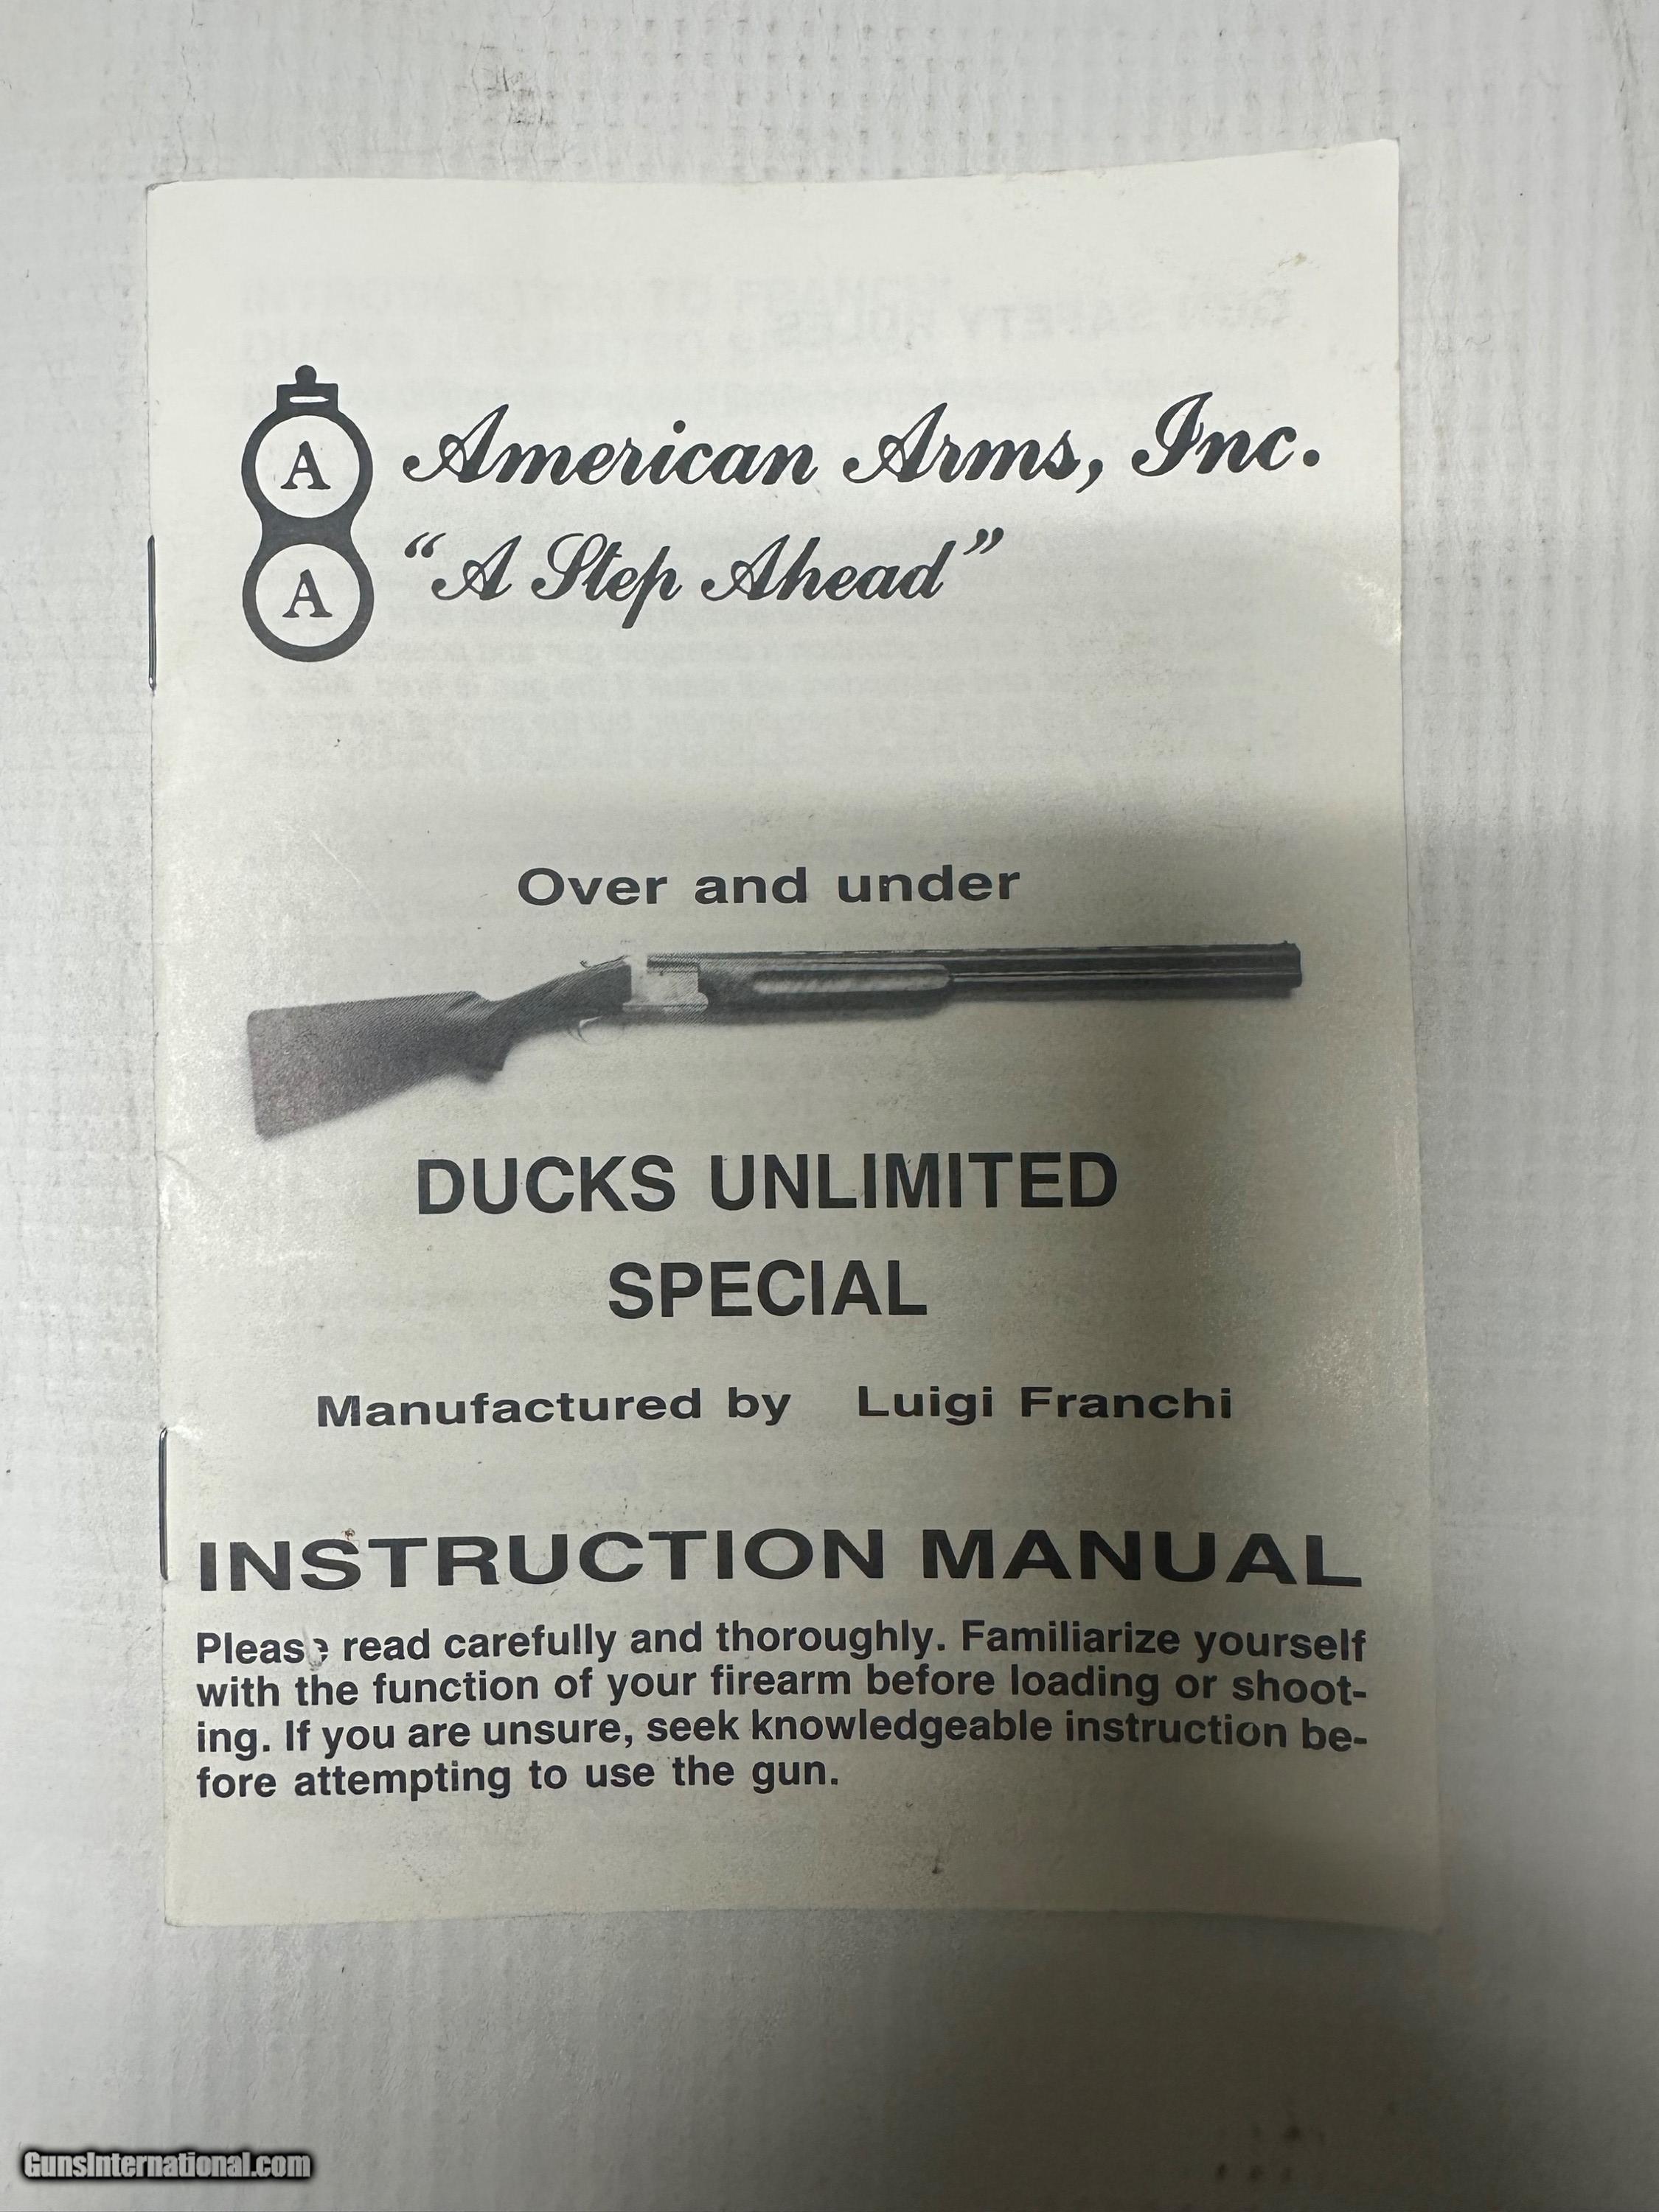 A
A
American Arms, Inc.
“A Step Ahead”
Over and under
DUCKS UNLIMITED
SPECIAL
Manufactured by Luigi Franchi
INSTRUCTION MANUAL
Please read carefully and thoroughly. Familiarize yourself
with the function of your firearm before loading or shoot-
ing. If you are unsure, seek knowledgeable instruction be-
fore attempting to use the gun.
GunsInternational.com